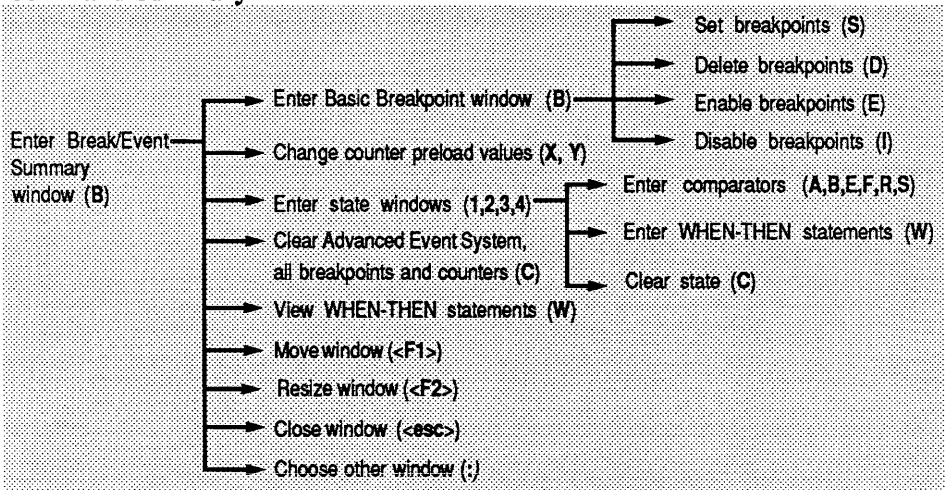 Enter Break/Event
Summary
window (B)
Enter Basic Breakpoint window (B)
Set breakpoints (S)
Delete breakpoints (D)
Enable breakpoints (E)
Disable breakpoints (I)
Change counter preload values (X, Y)
Enter state windows (1,2,3,4)
Enter comparators (A,B,E,F,R,S)
Enter WHEN-THEN statements (W)
Clear state (C)
Clear Advanced Event System,
all breakpoints and counters (C)
View WHEN-THEN statements (W)
Move window (<F1>)
Resize window (<F2>)
Close window (<esc>)
Choose other window (:)